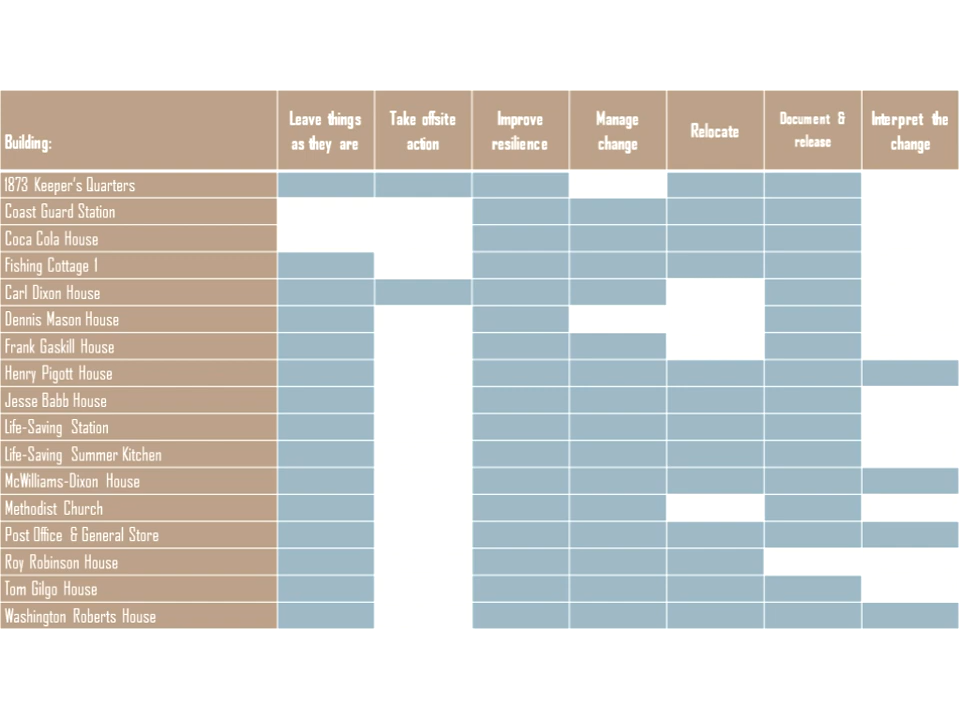 Building:
Leave things
as they are
Take offsite
action
Improve
resilience
Manage
change
Relocate
Document &
release
Interpret the
change
1873 Keeper's Quarters
Coast Guard Station
Coca Cola House
Fishing Cottage 1
Carl Dixon House
Dennis Mason House
Frank Gaskill House
Henry Pigott House
Jesse Babb House
Life-Saving Station
Life-Saving Summer Kitchen
McWilliams-Dixon House
Methodist Church
Post Office & General Store
Roy Robinson House
Tom Gilgo House
Washington Roberts House